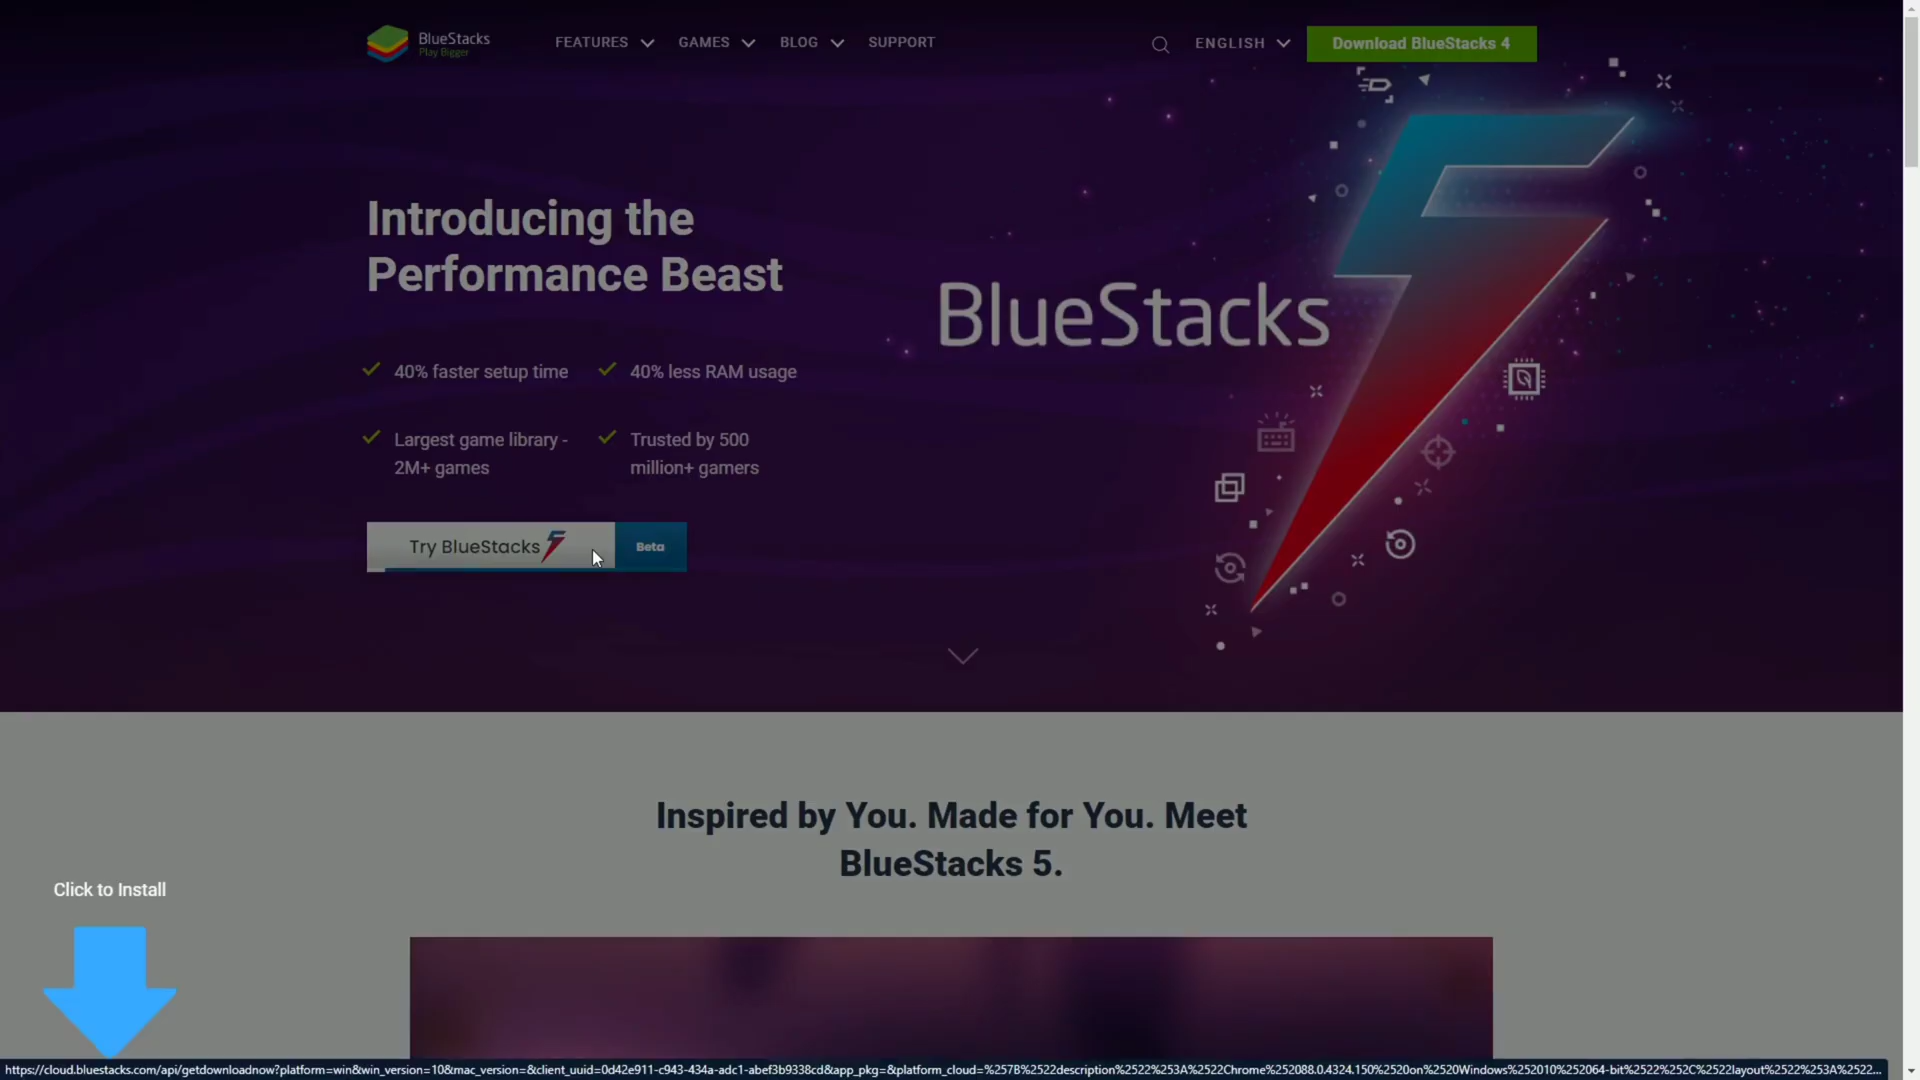 BlueStacks
Play Bigger
FEATURES
GAMES
BLOG
SUPPORT
ENGLISH
Download BlueStacks 4
Introducing the
Performance Beast
40% faster setup time
40% less RAM usage
Largest game library -
2M+ games
Trusted by 500
million+ gamers
Try BlueStacks
Beta
BlueStacks
Inspired by You. Made for You. Meet
BlueStacks 5.
Click to Install
https://cloud.bluestacks.com/api/getdownloadnow?platform=win&win_version=10&mac_version=&client_uuid=0d42e911-c943-434a-adc1-abef3b9338cd&app_pkg=&platform_cloud=%257B%2522description%2522%253A%2522Chrome%252088.0.4324.150%2520on%2520Windows%252010%252064-bit%2522%252C%2522layout%2522%253A%2522...